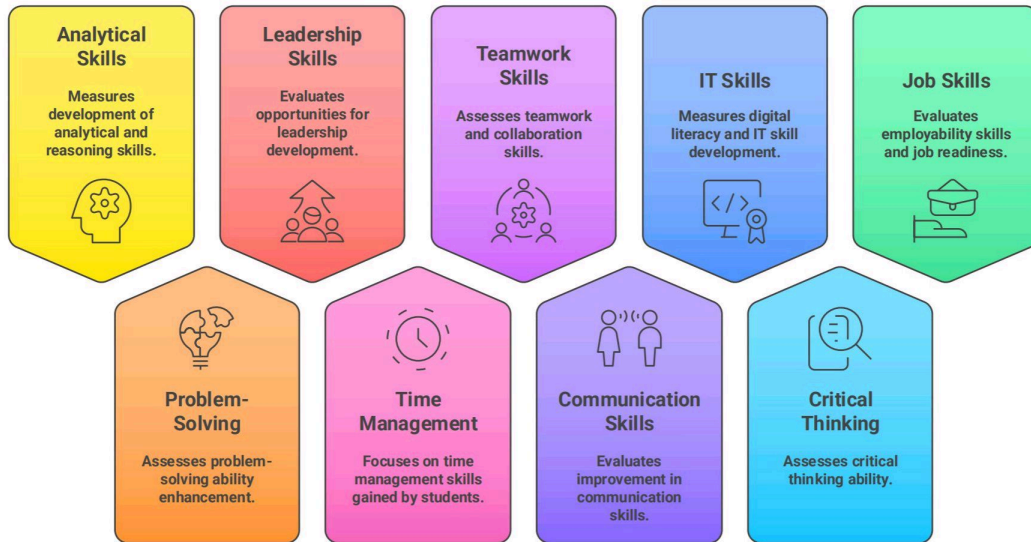 Analytical
Skills
Measures
development of
analytical and
reasoning skills.
Leadership
Skills
Evaluates
opportunities for
leadership
development.
Teamwork
Skills
Assesses teamwork
and collaboration
skills.
IT Skills
Measures digital
literacy and IT skill
development.
Job Skills
Evaluates
employability skills
and job readiness.
Problem-
Solving
Assesses problem-
solving ability
enhancement.
Time
Management
Focuses on time
management skills
gained by students.
Communication
Skills
Evaluates
improvement in
communication
skills.
Critical
Thinking
Assesses critical
thinking ability.